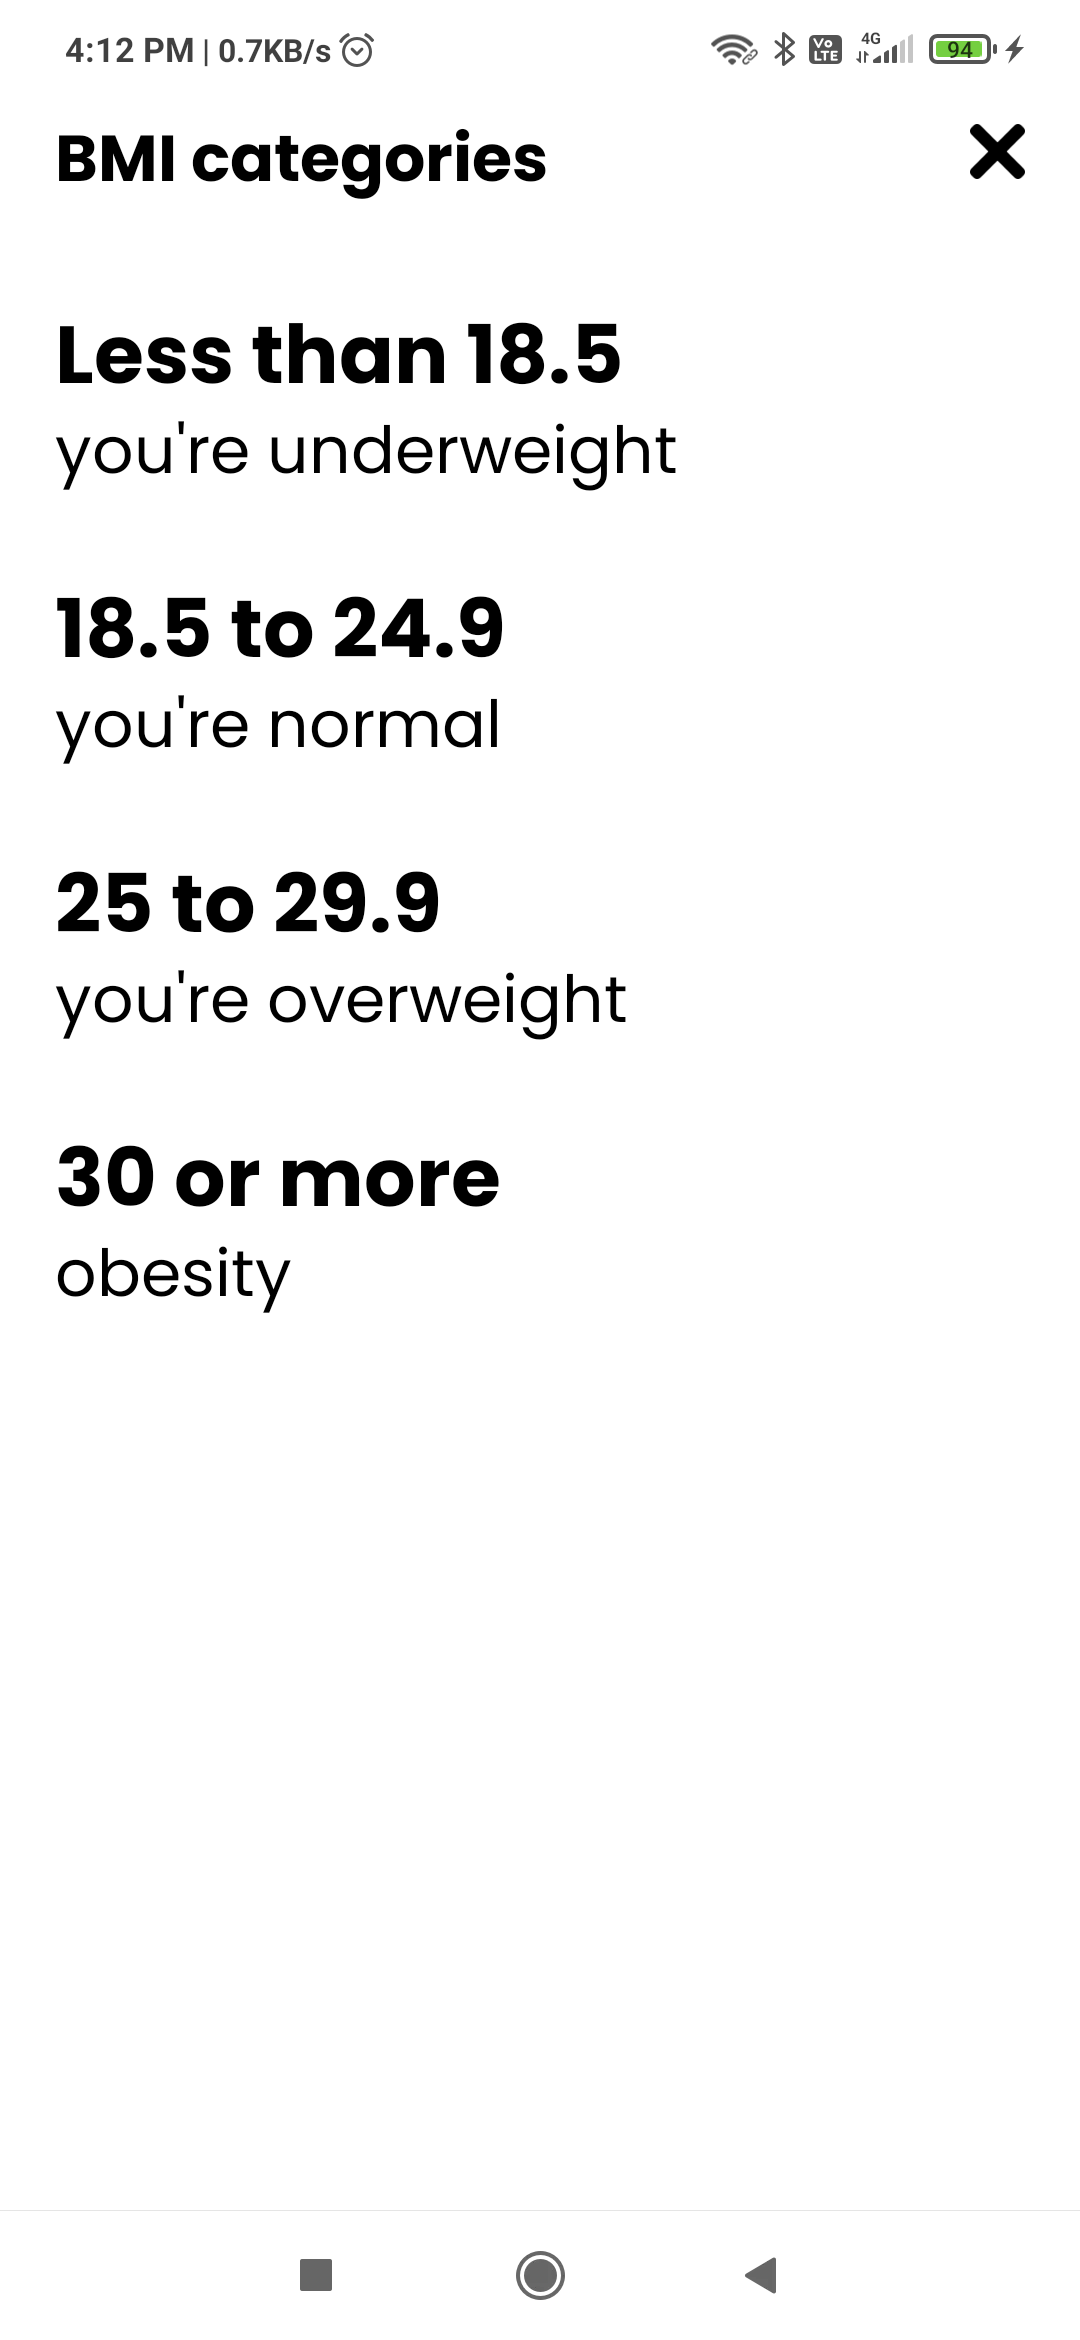 4:12 PM | 0.7KB/s
Vo LTE 4G 94
BMI categories
Less than 18.5
you're underweight
18.5 to 24.9
you're normal
25 to 29.9
you're overweight
30 or more
obesity